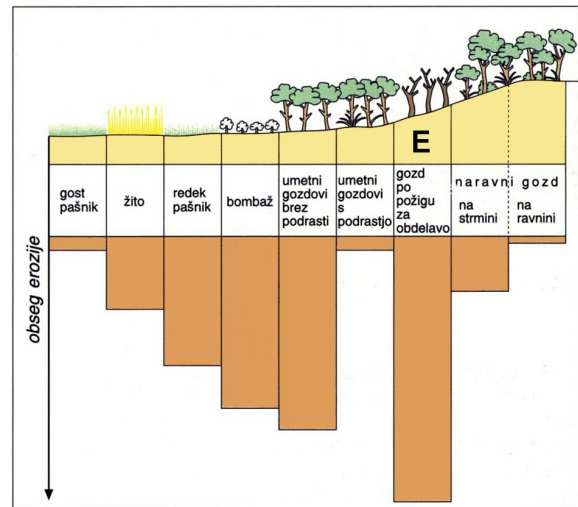 E
gost
pašnik
žito
redek
pašnik
bombaž
umetni
gozdovi
brez
podrasti
umetni
gozdovi
s
podrastjo
gozd
po
požigu
za
obdelavo
naravni gozd
na
strmini
na
ravnini
obseg erozije